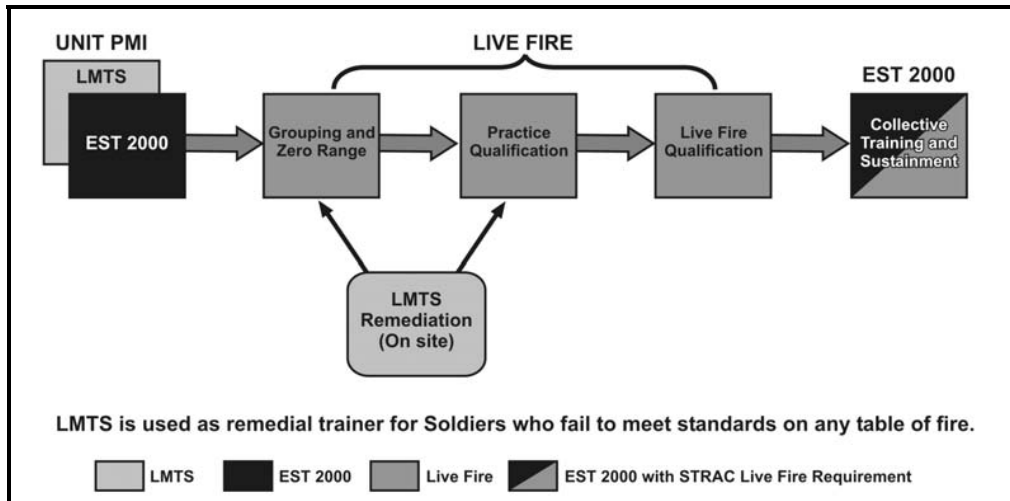 UNIT PMI
LMTS
EST 2000
LIVE FIRE
Grouping and
Zero Range
Practice
Qualification
Live Fire
Qualification
EST 2000
Collective
Training and
Sustainment
LMTS
Remediation
(On site)
LMTS is used as remedial trainer for Soldiers who fail to meet standards on any table of fire.
LMTS
EST 2000
Live Fire
EST 2000 with STRAC Live Fire Requirement